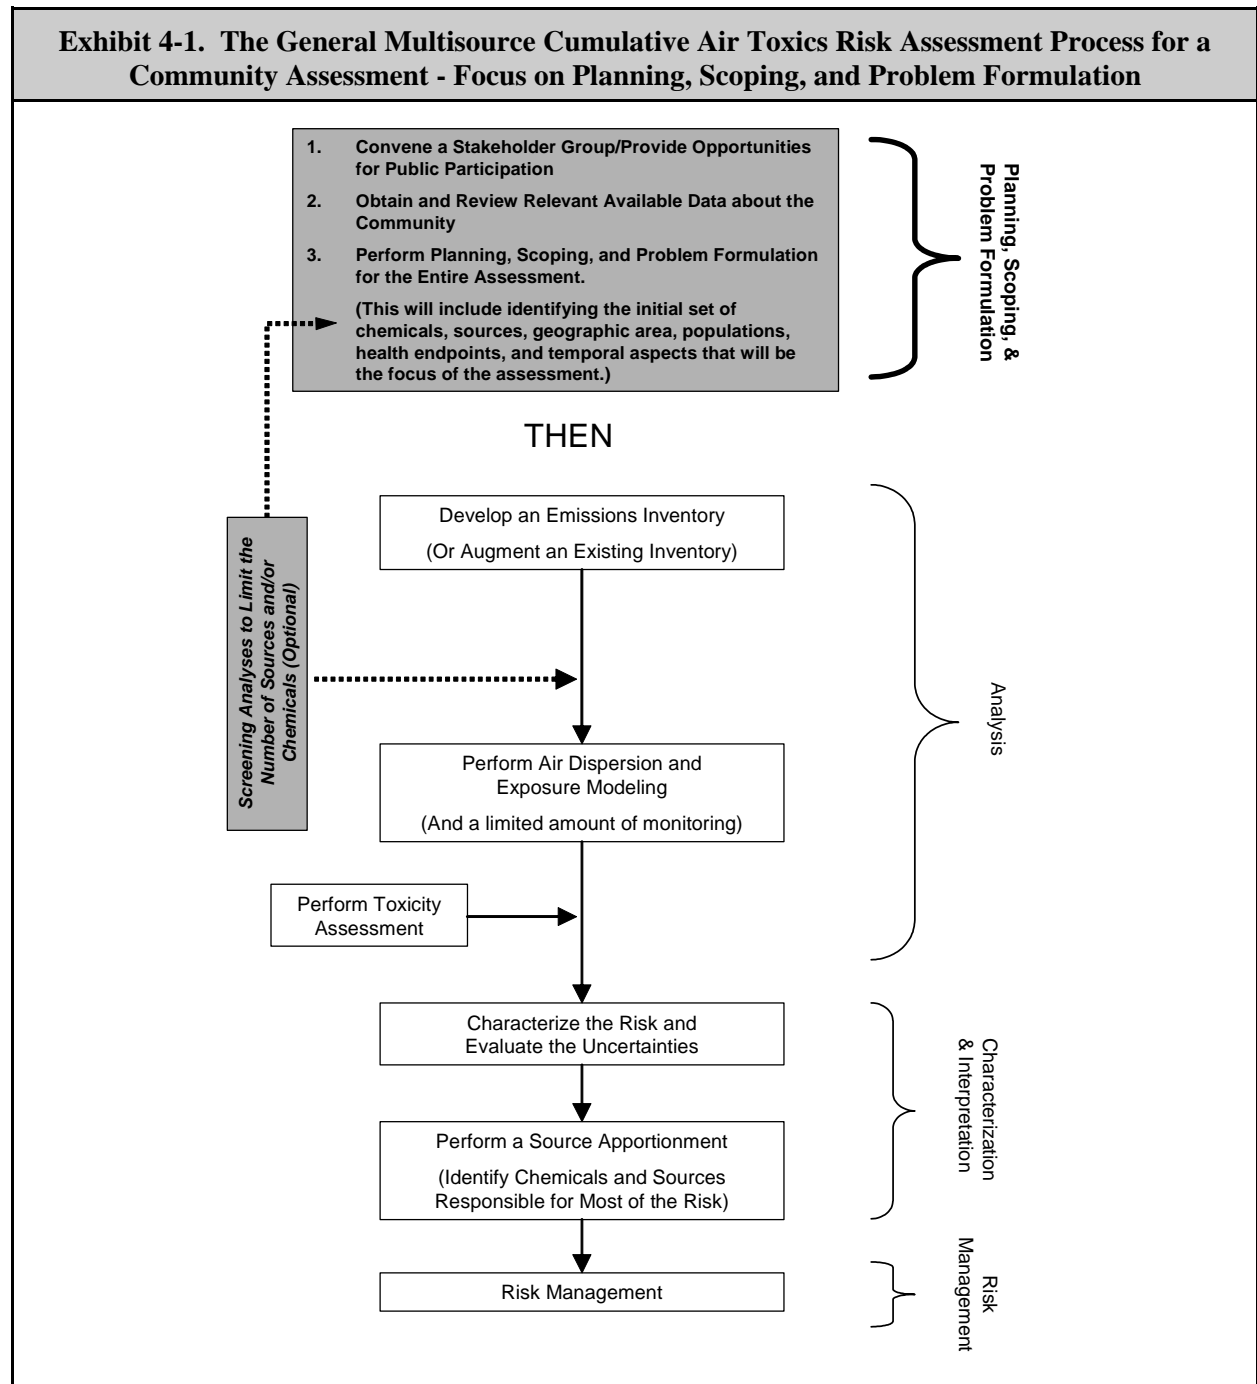 Exhibit 4-1.  The General Multisource Cumulative Air Toxics Risk Assessment Process for a
Community Assessment - Focus on Planning, Scoping, and Problem Formulation
1. Convene a Stakeholder Group/Provide Opportunities
for Public Participation
2. Obtain and Review Relevant Available Data about the
Community
3. Perform Planning, Scoping, and Problem Formulation
for the Entire Assessment.
(This will include identifying the initial set of
chemicals, sources, geographic area, populations,
health endpoints, and temporal aspects that will be
the focus of the assessment.)
Planning, Scoping, &
Problem Formulation
THEN
Develop an Emissions Inventory
(Or Augment an Existing Inventory)
Screening Analyses to Limit the
Number of Sources and/or
Chemicals (Optional)
Perform Air Dispersion and
Exposure Modeling
(And a limited amount of monitoring)
Analysis
Perform Toxicity
Assessment
Characterize the Risk and
Evaluate the Uncertainties
Perform a Source Apportionment
(Identify Chemicals and Sources
Responsible for Most of the Risk)
Characterization
& Interpretation
Risk Management
Risk
Management